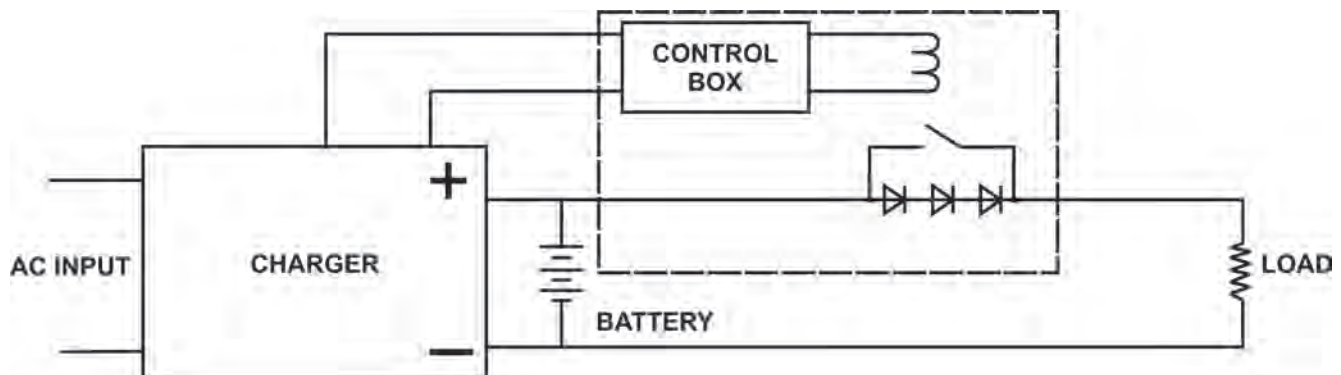 CONTROL
BOX
+
AC INPUT
CHARGER
LOAD
BATTERY
−